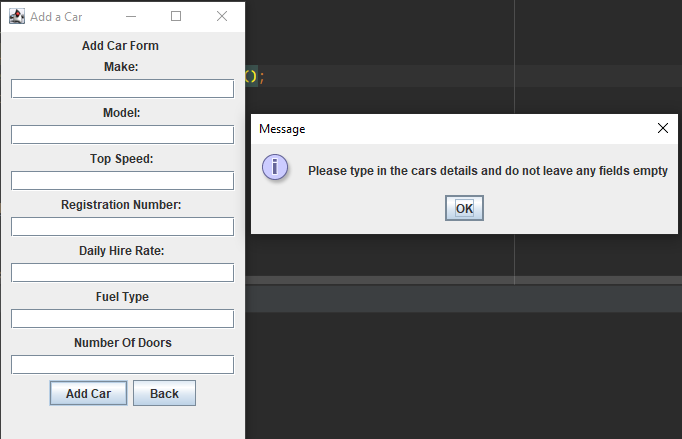 Add a Car
Add Car Form
Make:
Model:
Top Speed:
Registration Number:
Daily Hire Rate:
Fuel Type
Number Of Doors
Add Car
Back
();
Message
Please type in the cars details and do not leave any fields empty
OK